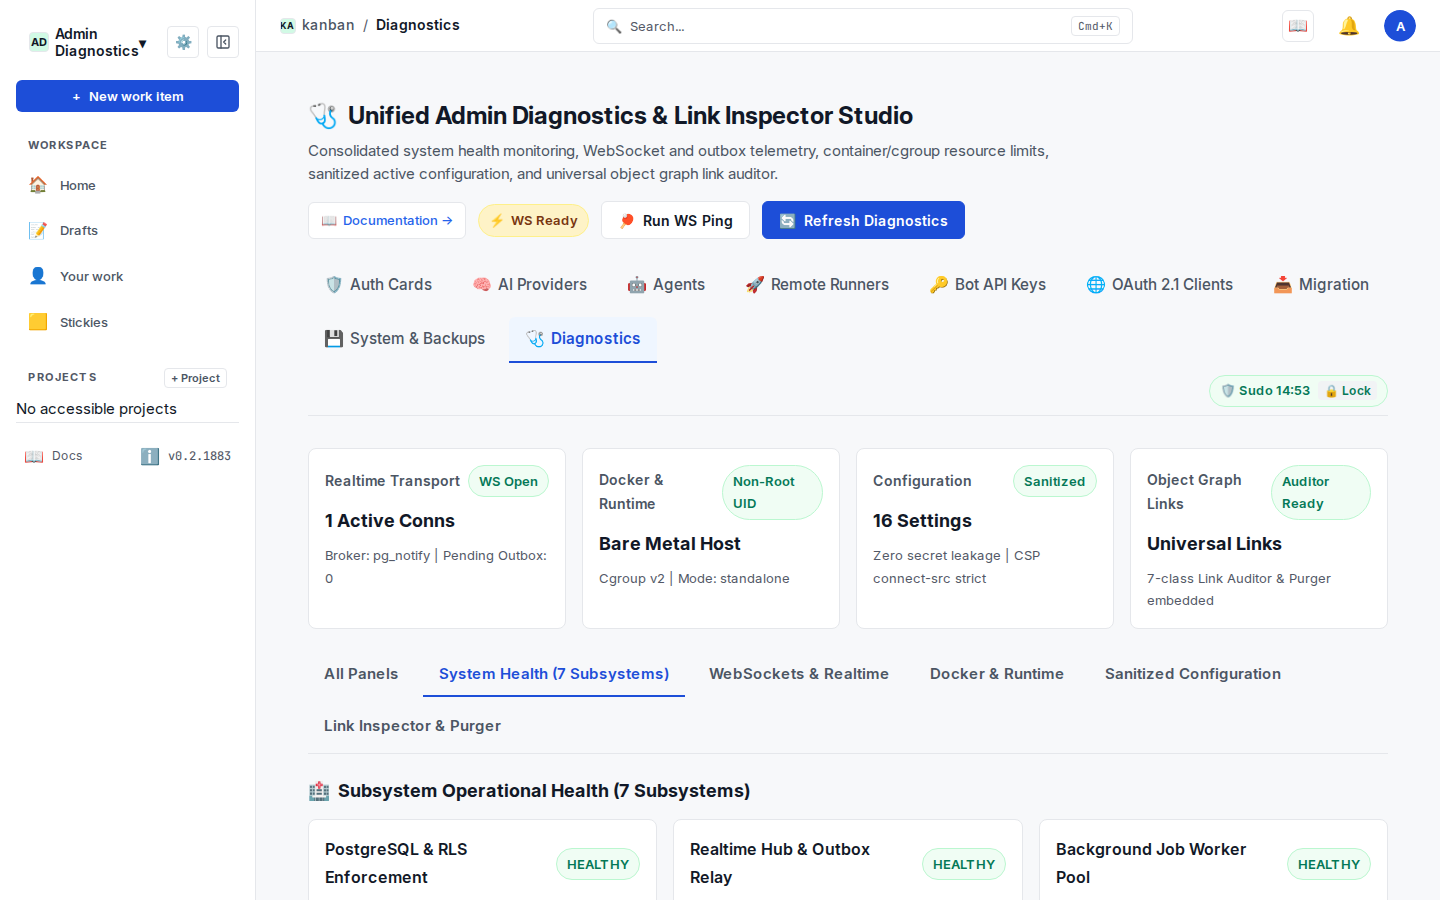 AD Admin Diagnostics ▾
+ New work item
WORKSPACE
Home
Drafts
Your work
Stickies
PROJECTS + Project
No accessible projects
Docs v0.2.1883
KA kanban / Diagnostics
Search... Cmd+K
A
Unified Admin Diagnostics & Link Inspector Studio
Consolidated system health monitoring, WebSocket and outbox telemetry, container/cgroup resource limits,
sanitized active configuration, and universal object graph link auditor.
Documentation → WS Ready Run WS Ping Refresh Diagnostics
Auth Cards AI Providers Agents Remote Runners Bot API Keys OAuth 2.1 Clients Migration
System & Backups Diagnostics
Sudo 14:53 Lock
Realtime Transport WS Open
1 Active Conns
Broker: pg_notify | Pending Outbox:
0
Docker &
Runtime
Non-Root
UID
Bare Metal Host
Cgroup v2 | Mode: standalone
Configuration Sanitized
16 Settings
Zero secret leakage | CSP
connect-src strict
Object Graph
Links
Auditor
Ready
Universal Links
7-class Link Auditor & Purger
embedded
All Panels System Health (7 Subsystems) WebSockets & Realtime Docker & Runtime Sanitized Configuration
Link Inspector & Purger
Subsystem Operational Health (7 Subsystems)
PostgreSQL & RLS
Enforcement
HEALTHY
Realtime Hub & Outbox
Relay
HEALTHY
Background Job Worker
Pool
HEALTHY